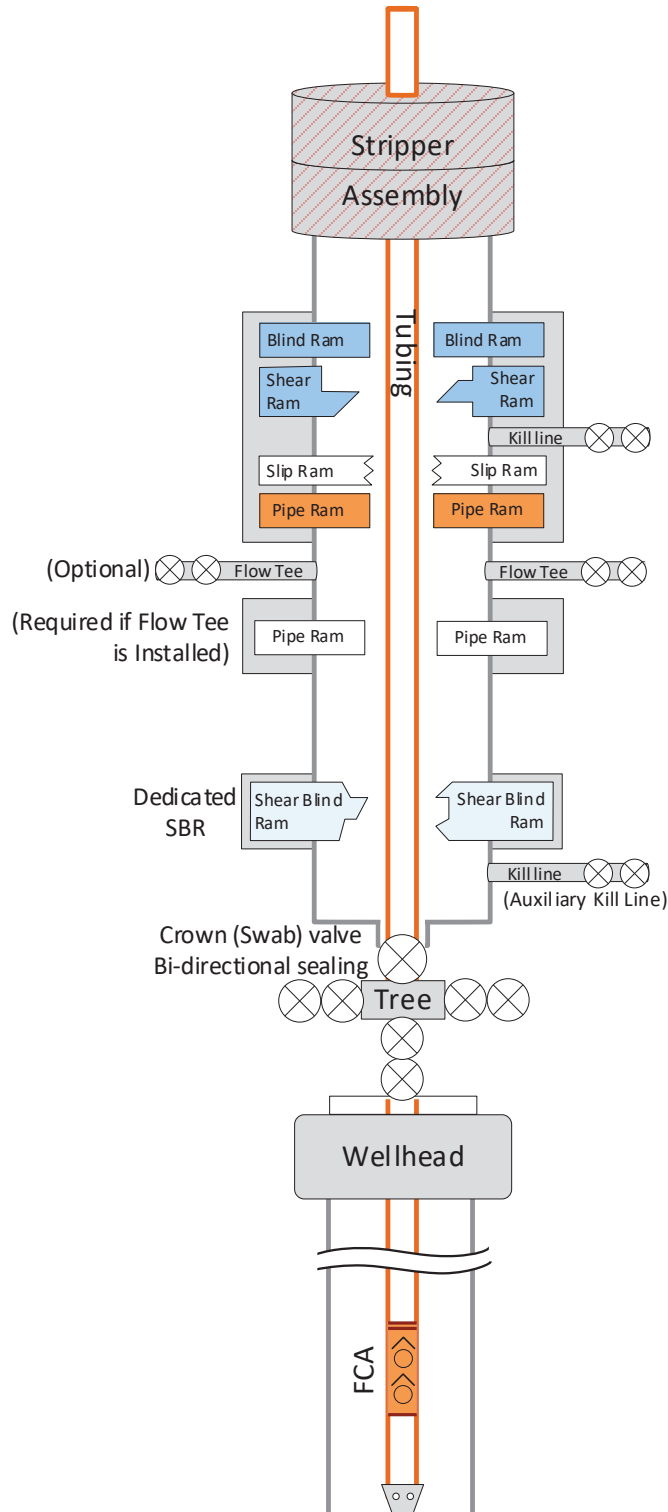 Stripper
Assembly
Tubing
Blind Ram
Blind Ram
Shear
Ram
Shear
Ram
Kill line
Slip Ram
Slip Ram
Pipe Ram
Pipe Ram
(Optional)
Flow Tee
Flow Tee
(Required if Flow Tee
is Installed)
Pipe Ram
Pipe Ram
Dedicated
SBR
Shear Blind
Ram
Shear Blind
Ram
Kill line
(Auxiliary Kill Line)
Crown (Swab) valve
Bi-directional sealing
Tree
Wellhead
FCA